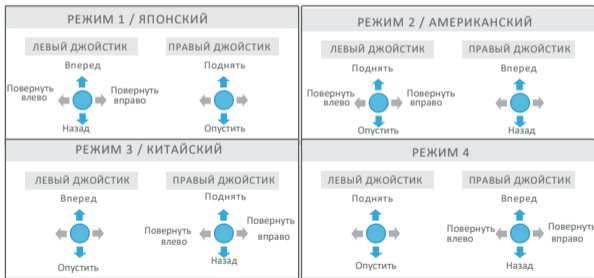 РЕЖИМ 1 / ЯПОНСКИЙ
ЛЕВЫЙ ДЖОЙСТИК
ПРАВЫЙ ДЖОЙСТИК
Вперед
Поднять
Повернуть
влево
Повернуть
вправо
Назад
Опустить
РЕЖИМ 2 / АМЕРИКАНСКИЙ
ЛЕВЫЙ ДЖОЙСТИК
ПРАВЫЙ ДЖОЙСТИК
Поднять
Вперед
Повернуть
влево
Повернуть
вправо
Опустить
Назад
РЕЖИМ 3 / КИТАЙСКИЙ
ЛЕВЫЙ ДЖОЙСТИК
ПРАВЫЙ ДЖОЙСТИК
Вперед
Поднять
Повернуть
влево
Повернуть
вправо
Опустить
Назад
РЕЖИМ 4
ЛЕВЫЙ ДЖОЙСТИК
ПРАВЫЙ ДЖОЙСТИК
Поднять
Вперед
Повернуть
влево
Повернуть
вправо
Опустить
Назад